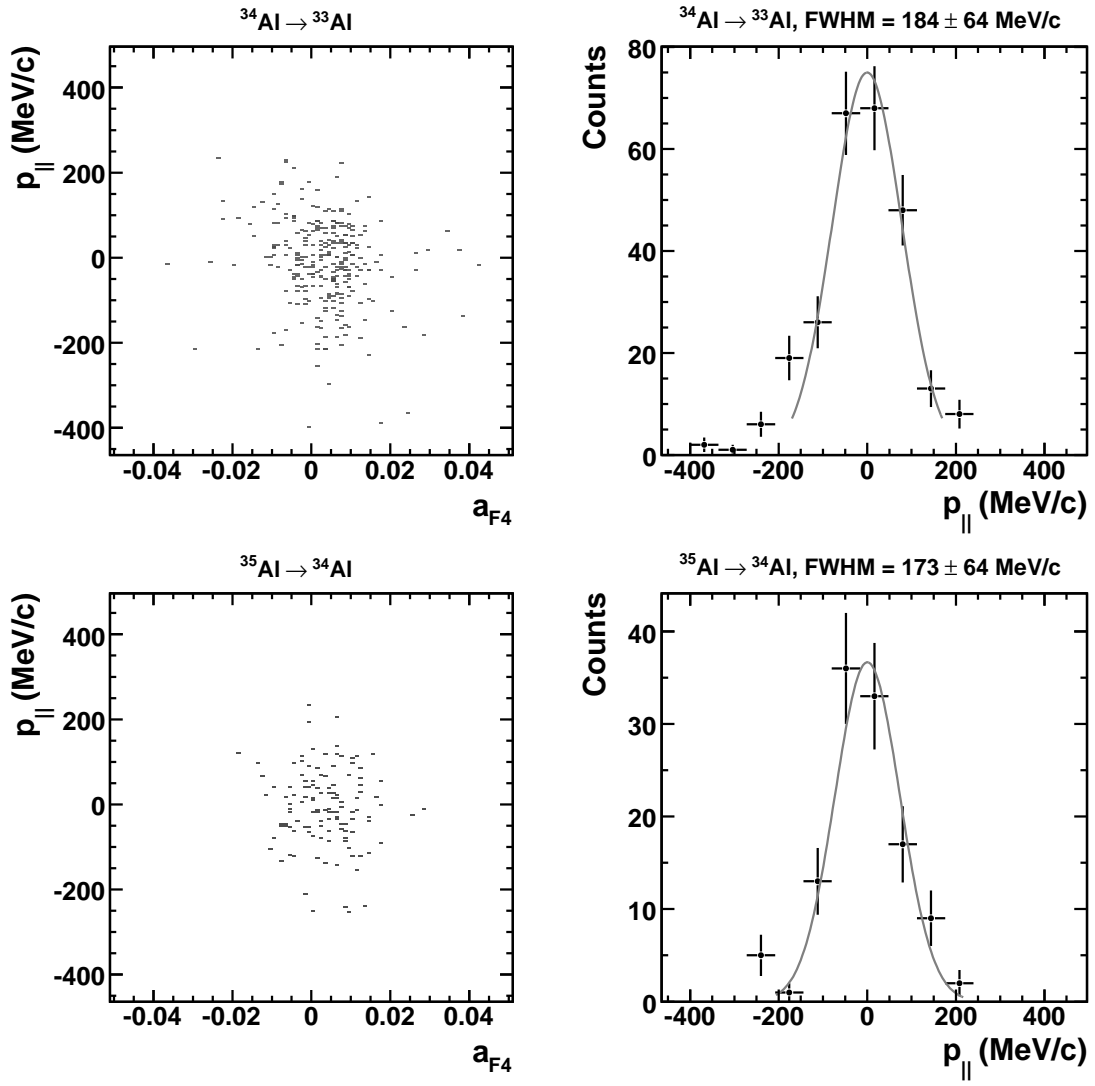 ³⁴Al → ³³Al
p|| (MeV/c)
400
200
0
-200
-400
-0.04 -0.02 0 0.02 0.04
aF4
³⁴Al → ³³Al, FWHM = 184 ± 64 MeV/c
Counts
80
60
40
20
0
-400 -200 0 200 400
p|| (MeV/c)
³⁵Al → ³⁴Al
p|| (MeV/c)
400
200
0
-200
-400
-0.04 -0.02 0 0.02 0.04
aF4
³⁵Al → ³⁴Al, FWHM = 173 ± 64 MeV/c
Counts
40
30
20
10
0
-400 -200 0 200 400
p|| (MeV/c)